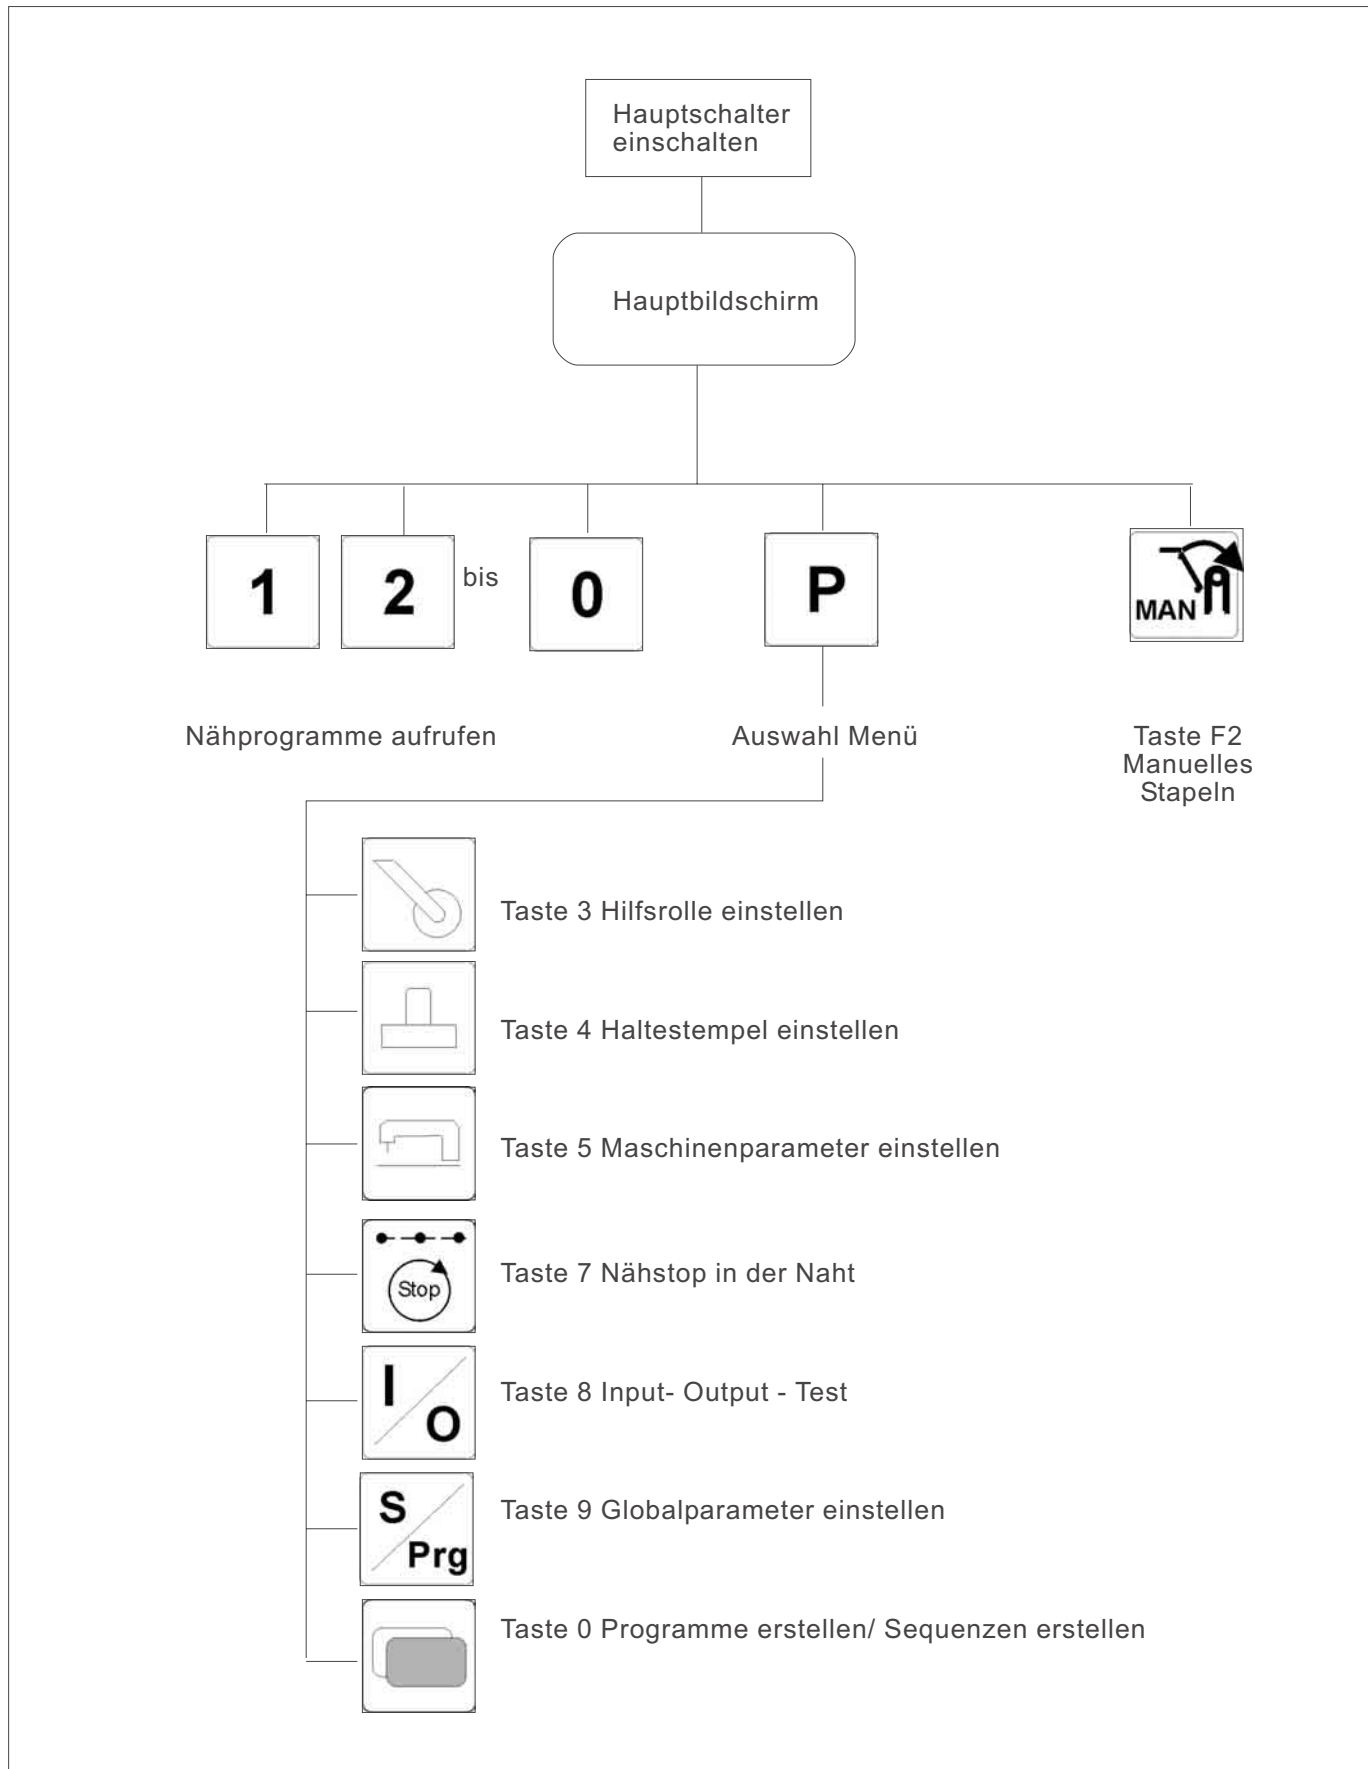 Hauptschalter
einschalten
Hauptbildschirm
1 2 bis 0 P MAN
Nähprogramme aufrufen Auswahl Menü Taste F2
Manuelles
Stapeln
Taste 3 Hilfsrolle einstellen
Taste 4 Haltestempel einstellen
Taste 5 Maschinenparameter einstellen
Stop Taste 7 Nähstop in der Naht
I
O Taste 8 Input- Output - Test
S
Prg Taste 9 Globalparameter einstellen
Taste 0 Programme erstellen/ Sequenzen erstellen